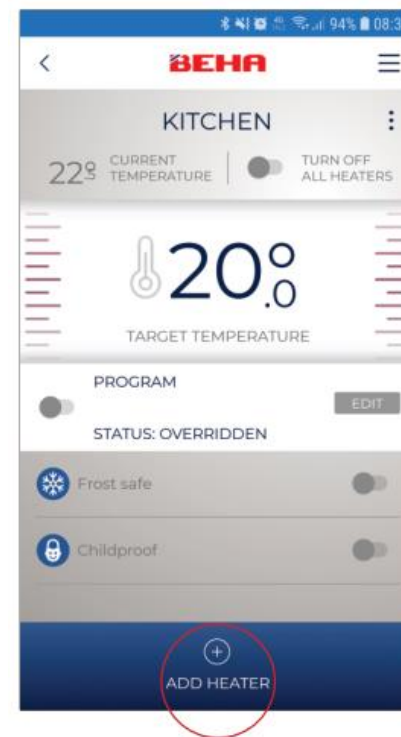 94% 08:3
BEHA
KITCHEN
22° CURRENT TEMPERATURE
TURN OFF ALL HEATERS
20.0°
TARGET TEMPERATURE
PROGRAM
EDIT
STATUS: OVERRIDDEN
Frost safe
Childproof
ADD HEATER